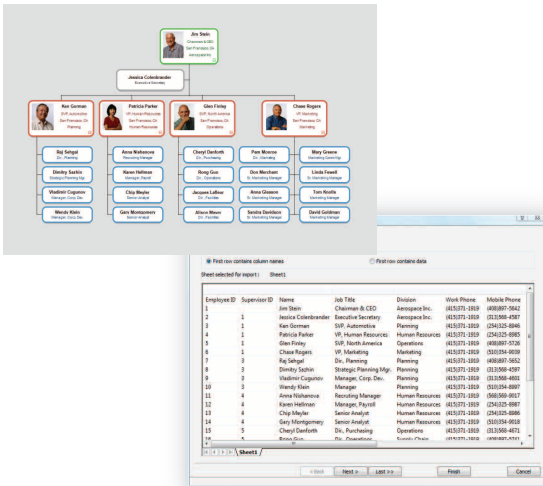 Jim Stein
Chairman & CEO
San Francisco, CA
Aerospace Inc.
Jessica Colenbrander
Executive Secretary
Ken Gorman
SVP, Automotive
San Francisco, CA
Planning
Patricia Parker
VP, Human Resources
San Francisco, CA
Human Resources
Glen Finley
SVP, North America
San Francisco, CA
Operations
Chase Rogers
VP, Marketing
San Francisco, CA
Marketing
Raj Sehgal
Dir., Planning
Anna Nishanova
Recruiting Manager
Cheryl Danforth
Dir., Purchasing
Pam Monroe
Dir., Marketing
Mary Greene
Dimitry Sazhin
Strategic Planning Mgr.
Karen Hellman
Manager, Payroll
Rong Guo
Dir., Operations
Don Merchant
Sr. Marketing Manager
Linda Fewell
Sr. Marketing Manager
Vladimir Cugunov
Manager, Corp. Dev.
Chip Meyler
Senior Analyst
Jacques Lafleur
Dir., Facilities
Anna Gleason
Sr. Marketing Manager
Tom Neville
Marketing Manager
Wendy Klein
Manager, Corp. Dev.
Gain Montgomery
Senior Analyst
Alison Meyer
Dir., Facilities
Sandra Davidson
Sr. Marketing Manager
David Goldman
Marketing Manager
First row contains column names First row contains data
Sheet selected for import: Sheet1
Employee ID Supervisor ID Name Job Title Division Work Phone Mobile Phone
1 Jim Stein Chairman & CEO Aerospace Inc. (415)371-1919 (408)897-5642
2 1 Jessica Colenbrander Executive Secretary Aerospace Inc. (415)371-1919 (313)568-4587
3 1 Ken Gorman SVP, Automotive Planning (415)371-1919 (254)325-8946
4 1 Patricia Parker VP, Human Resources Human Resources (415)371-1919 (254)325-8985
5 1 Glen Finley SVP, North America Operations (415)371-1919 (408)897-5726
6 1 Chase Rogers VP, Marketing Marketing (415)371-1919 (510)354-9039
7 3 Raj Sehgal Dir., Planning Planning (415)371-1919 (408)897-5652
8 3 Dimitry Sazhin Strategic Planning Mgr. Planning (415)371-1919 (313)568-4597
9 3 Vladimir Cugunov Manager, Corp. Dev. Planning (415)371-1919 (313)568-4601
10 3 Wendy Klein Manager Planning (415)371-1919 (510)354-8997
11 4 Anna Nishanova Recruiting Manager Human Resources (415)371-1919 (568)569-9017
12 4 Karen Hellman Manager, Payroll Human Resources (415)371-1919 (254)325-8987
13 4 Chip Meyler Senior Analyst Human Resources (415)371-1919 (254)325-8986
14 4 Gary Montgomery Senior Analyst Human Resources (415)371-1919 (510)354-9018
15 5 Cheryl Danforth Dir., Purchasing Operations (415)371-1919 (313)568-4671
16 5 Rong Guo Dir., Operations Supply Chain (415)371-1919
Sheet1
< Back Next > Last >> Finish Cancel